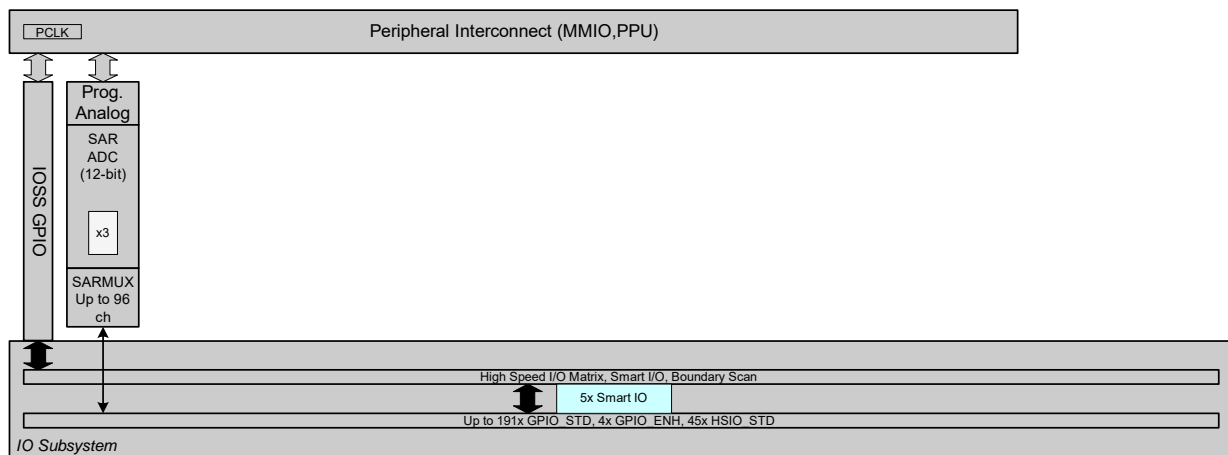 PCLK
Peripheral Interconnect (MMIO,PPU)
IOSS GPIO
Prog.
Analog
SAR
ADC
(12-bit)
x3
SARMUX
Up to 96
ch
High Speed I/O Matrix, Smart I/O, Boundary Scan
5x Smart IO
Up to 191x GPIO_STD, 4x GPIO_ENH, 45x HSIO_STD
IO Subsystem